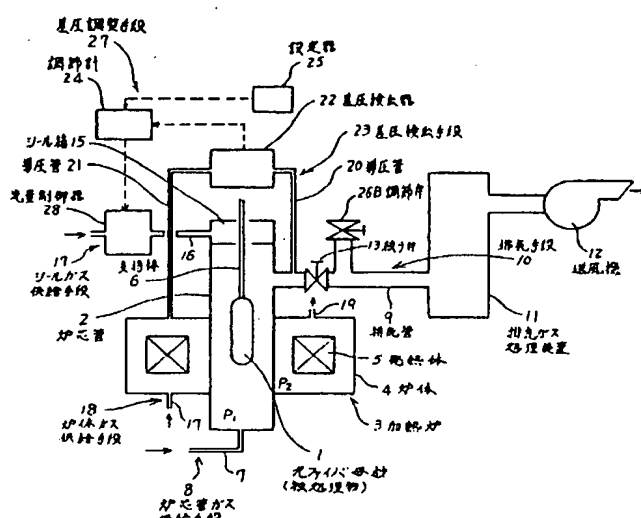 差圧調整手段
27
調節計
24
設定器
25
22 差圧検出器
シール箱 15
導圧管
21
23 差圧検出手段
20 導圧管
流量制御器
28
26B 調節弁
13 絞り弁
排気手段
10
12
送風機
17
シールガス
供給手段
支持体
6
16
2
炉心管
19
9
排気管
11
排気ガス
処理装置
5 発熱体
4 炉体
P2
P1
3 加熱炉
18
炉体ガス
供給手段
17
1
光ファイバ母材
(被処理物)
7
8
炉心管ガス